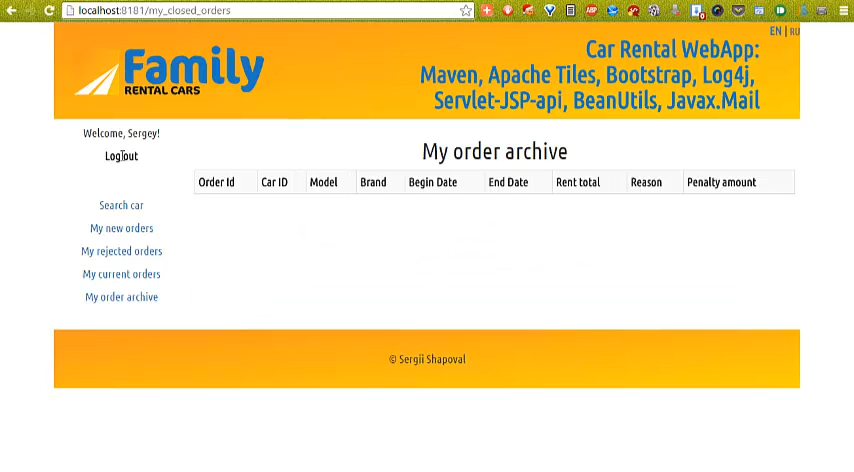 localhost:8181/my_closed_orders
EN | RU
Family
RENTAL CARS
Car Rental WebApp:
Maven, Apache Tiles, Bootstrap, Log4j,
Servlet-JSP-api, BeanUtils, Javax.Mail
Welcome, Sergey!
Logout
Search car
My new orders
My rejected orders
My current orders
My order archive
My order archive
Order Id Car ID Model Brand Begin Date End Date Rent total Reason Penalty amount
© Sergii Shapoval